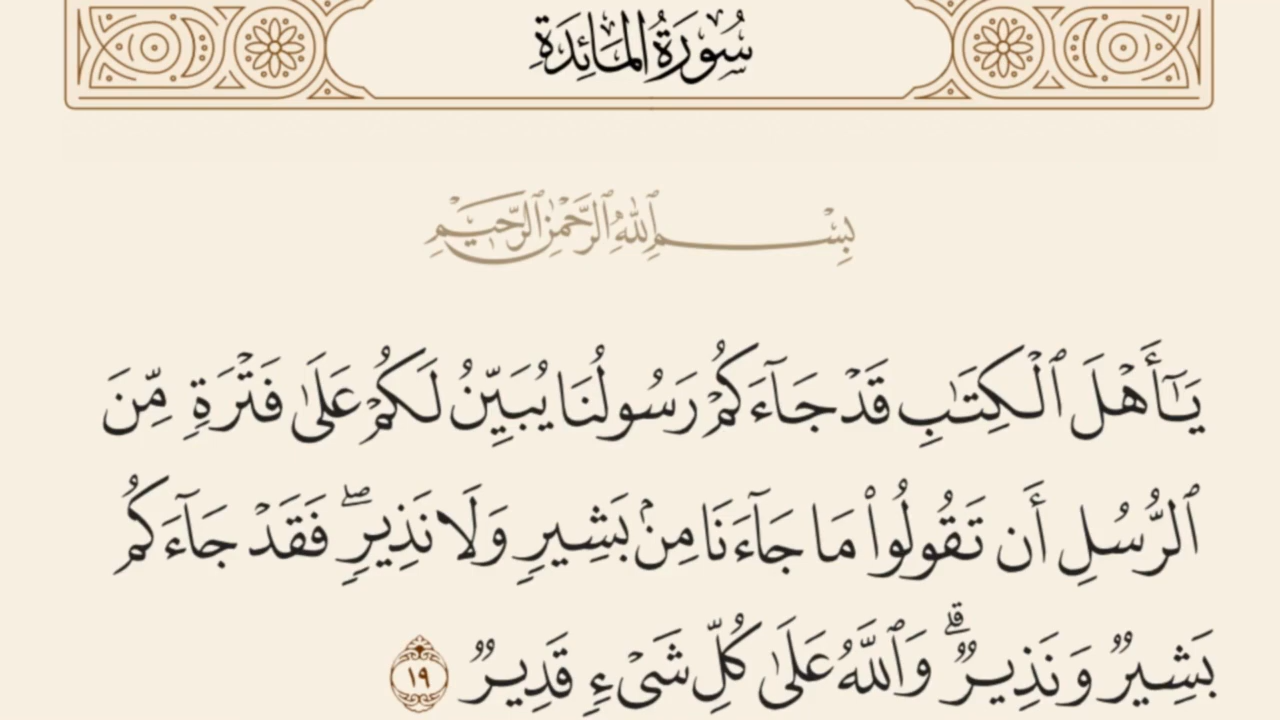 سُورَةُ المَائِدَةِ
بِسْمِ ٱللَّهِ ٱلرَّحْمَٰنِ ٱلرَّحِيمِ
يَـٰٓأَهْلَ ٱلْكِتَـٰبِ قَدْ جَآءَكُمْ رَسُولُنَا يُبَيِّنُ لَكُمْ عَلَىٰ فَتْرَةٍ مِّنَ
ٱلرُّسُلِ أَن تَقُولُوا۟ مَا جَآءَنَا مِنۢ بَشِيرٍ وَلَا نَذِيرٍ ۖ فَقَدْ جَآءَكُم
بَشِيرٌ وَنَذِيرٌ ۗ وَٱللَّهُ عَلَىٰ كُلِّ شَىْءٍ قَدِيرٌ ١٩